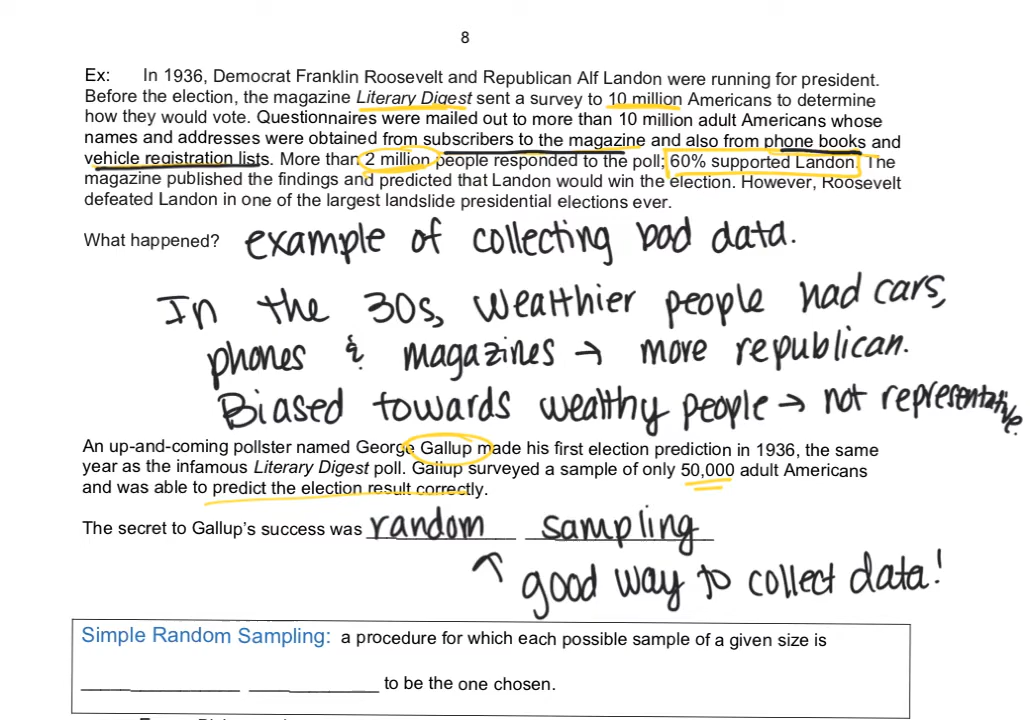 8
Ex: In 1936, Democrat Franklin Roosevelt and Republican Alf Landon were running for president.
Before the election, the magazine Literary Digest sent a survey to 10 million Americans to determine
how they would vote. Questionnaires were mailed out to more than 10 million adult Americans whose
names and addresses were obtained from subscribers to the magazine and also from phone books and
vehicle registration lists. More than 2 million people responded to the poll; 60% supported Landon. The
magazine published the findings and predicted that Landon would win the election. However, Roosevelt
defeated Landon in one of the largest landslide presidential elections ever.
What happened? example of collecting bad data.
In the 30s, wealthier people had cars,
phones & magazines → more republican.
Biased towards wealthy people → not representative.
An up-and-coming pollster named George Gallup made his first election prediction in 1936, the same
year as the infamous Literary Digest poll. Gallup surveyed a sample of only 50,000 adult Americans
and was able to predict the election result correctly.
The secret to Gallup's success was random sampling
↑ good way to collect data!
Simple Random Sampling: a procedure for which each possible sample of a given size is
____________ ____________ to be the one chosen.